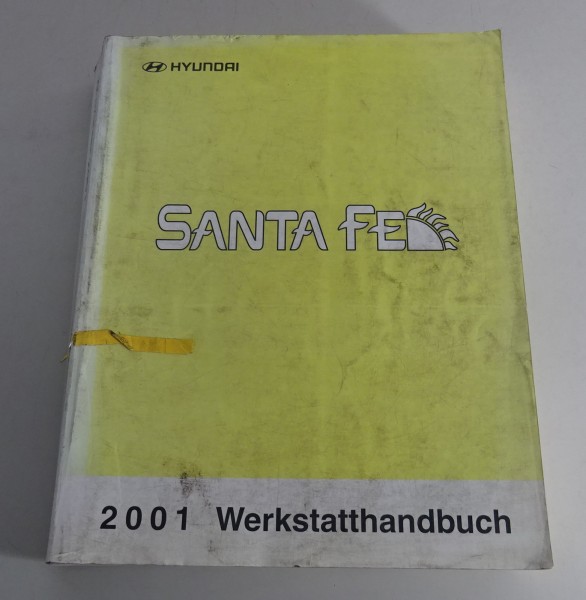 HYUNDAI
SANTA FE
2001 Werkstatthandbuch